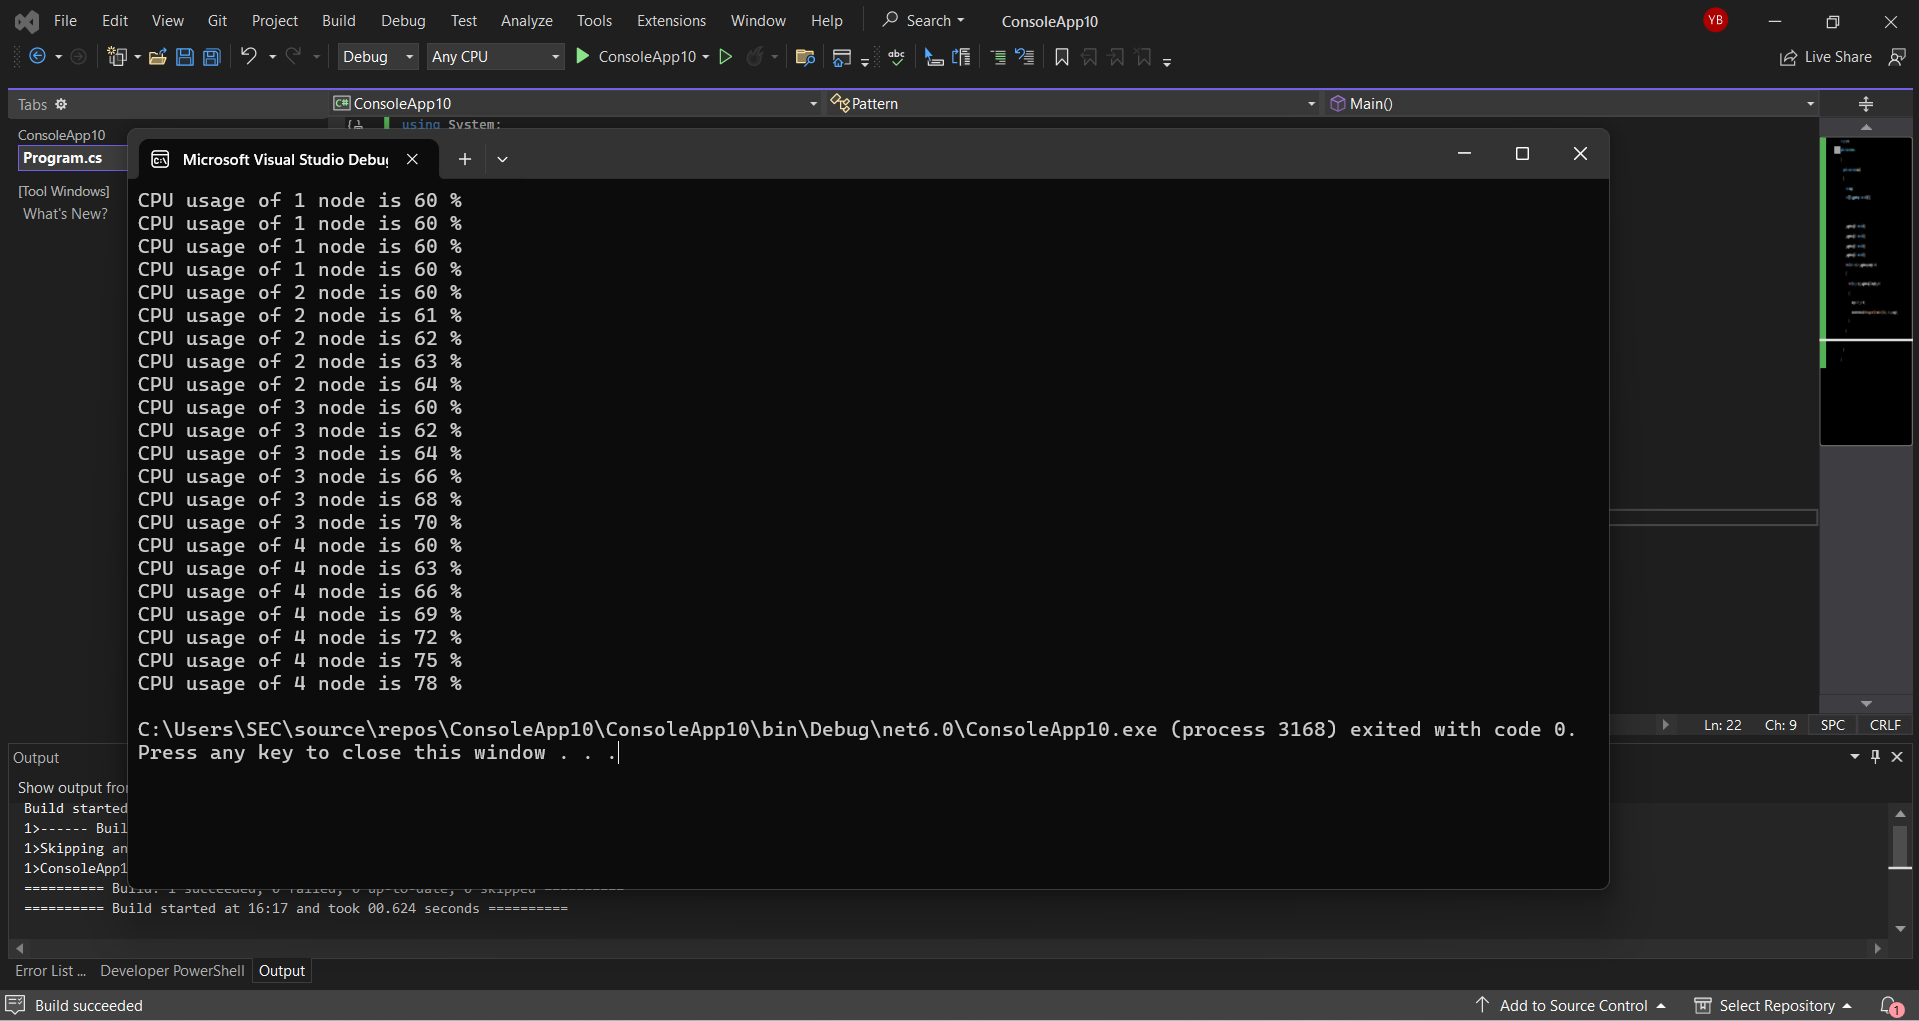 File Edit View Git Project Build Debug Test Analyze Tools Extensions Window Help Search ConsoleApp10 YB
Debug Any CPU ConsoleApp10 abc Live Share
Tabs C# ConsoleApp10 Pattern Main()
ConsoleApp10
using System;
Program.cs
[Tool Windows]
What's New?
Microsoft Visual Studio Debu
CPU usage of 1 node is 60 %
CPU usage of 1 node is 60 %
CPU usage of 1 node is 60 %
CPU usage of 1 node is 60 %
CPU usage of 2 node is 60 %
CPU usage of 2 node is 61 %
CPU usage of 2 node is 62 %
CPU usage of 2 node is 63 %
CPU usage of 2 node is 64 %
CPU usage of 3 node is 60 %
CPU usage of 3 node is 62 %
CPU usage of 3 node is 64 %
CPU usage of 3 node is 66 %
CPU usage of 3 node is 68 %
CPU usage of 3 node is 70 %
CPU usage of 4 node is 60 %
CPU usage of 4 node is 63 %
CPU usage of 4 node is 66 %
CPU usage of 4 node is 69 %
CPU usage of 4 node is 72 %
CPU usage of 4 node is 75 %
CPU usage of 4 node is 78 %
C:\Users\SEC\source\repos\ConsoleApp10\ConsoleApp10\bin\Debug\net6.0\ConsoleApp10.exe (process 3168) exited with code 0.
Press any key to close this window . . .
Ln: 22 Ch: 9 SPC CRLF
Output
Show output fro
Build started
1>------ Buil
1>Skipping an
1>ConsoleApp1
========== Build: 1 succeeded, 0 failed, 0 up-to-date, 0 skipped ==========
========== Build started at 16:17 and took 00.624 seconds ==========
Error List ... Developer PowerShell Output
Build succeeded Add to Source Control Select Repository 1